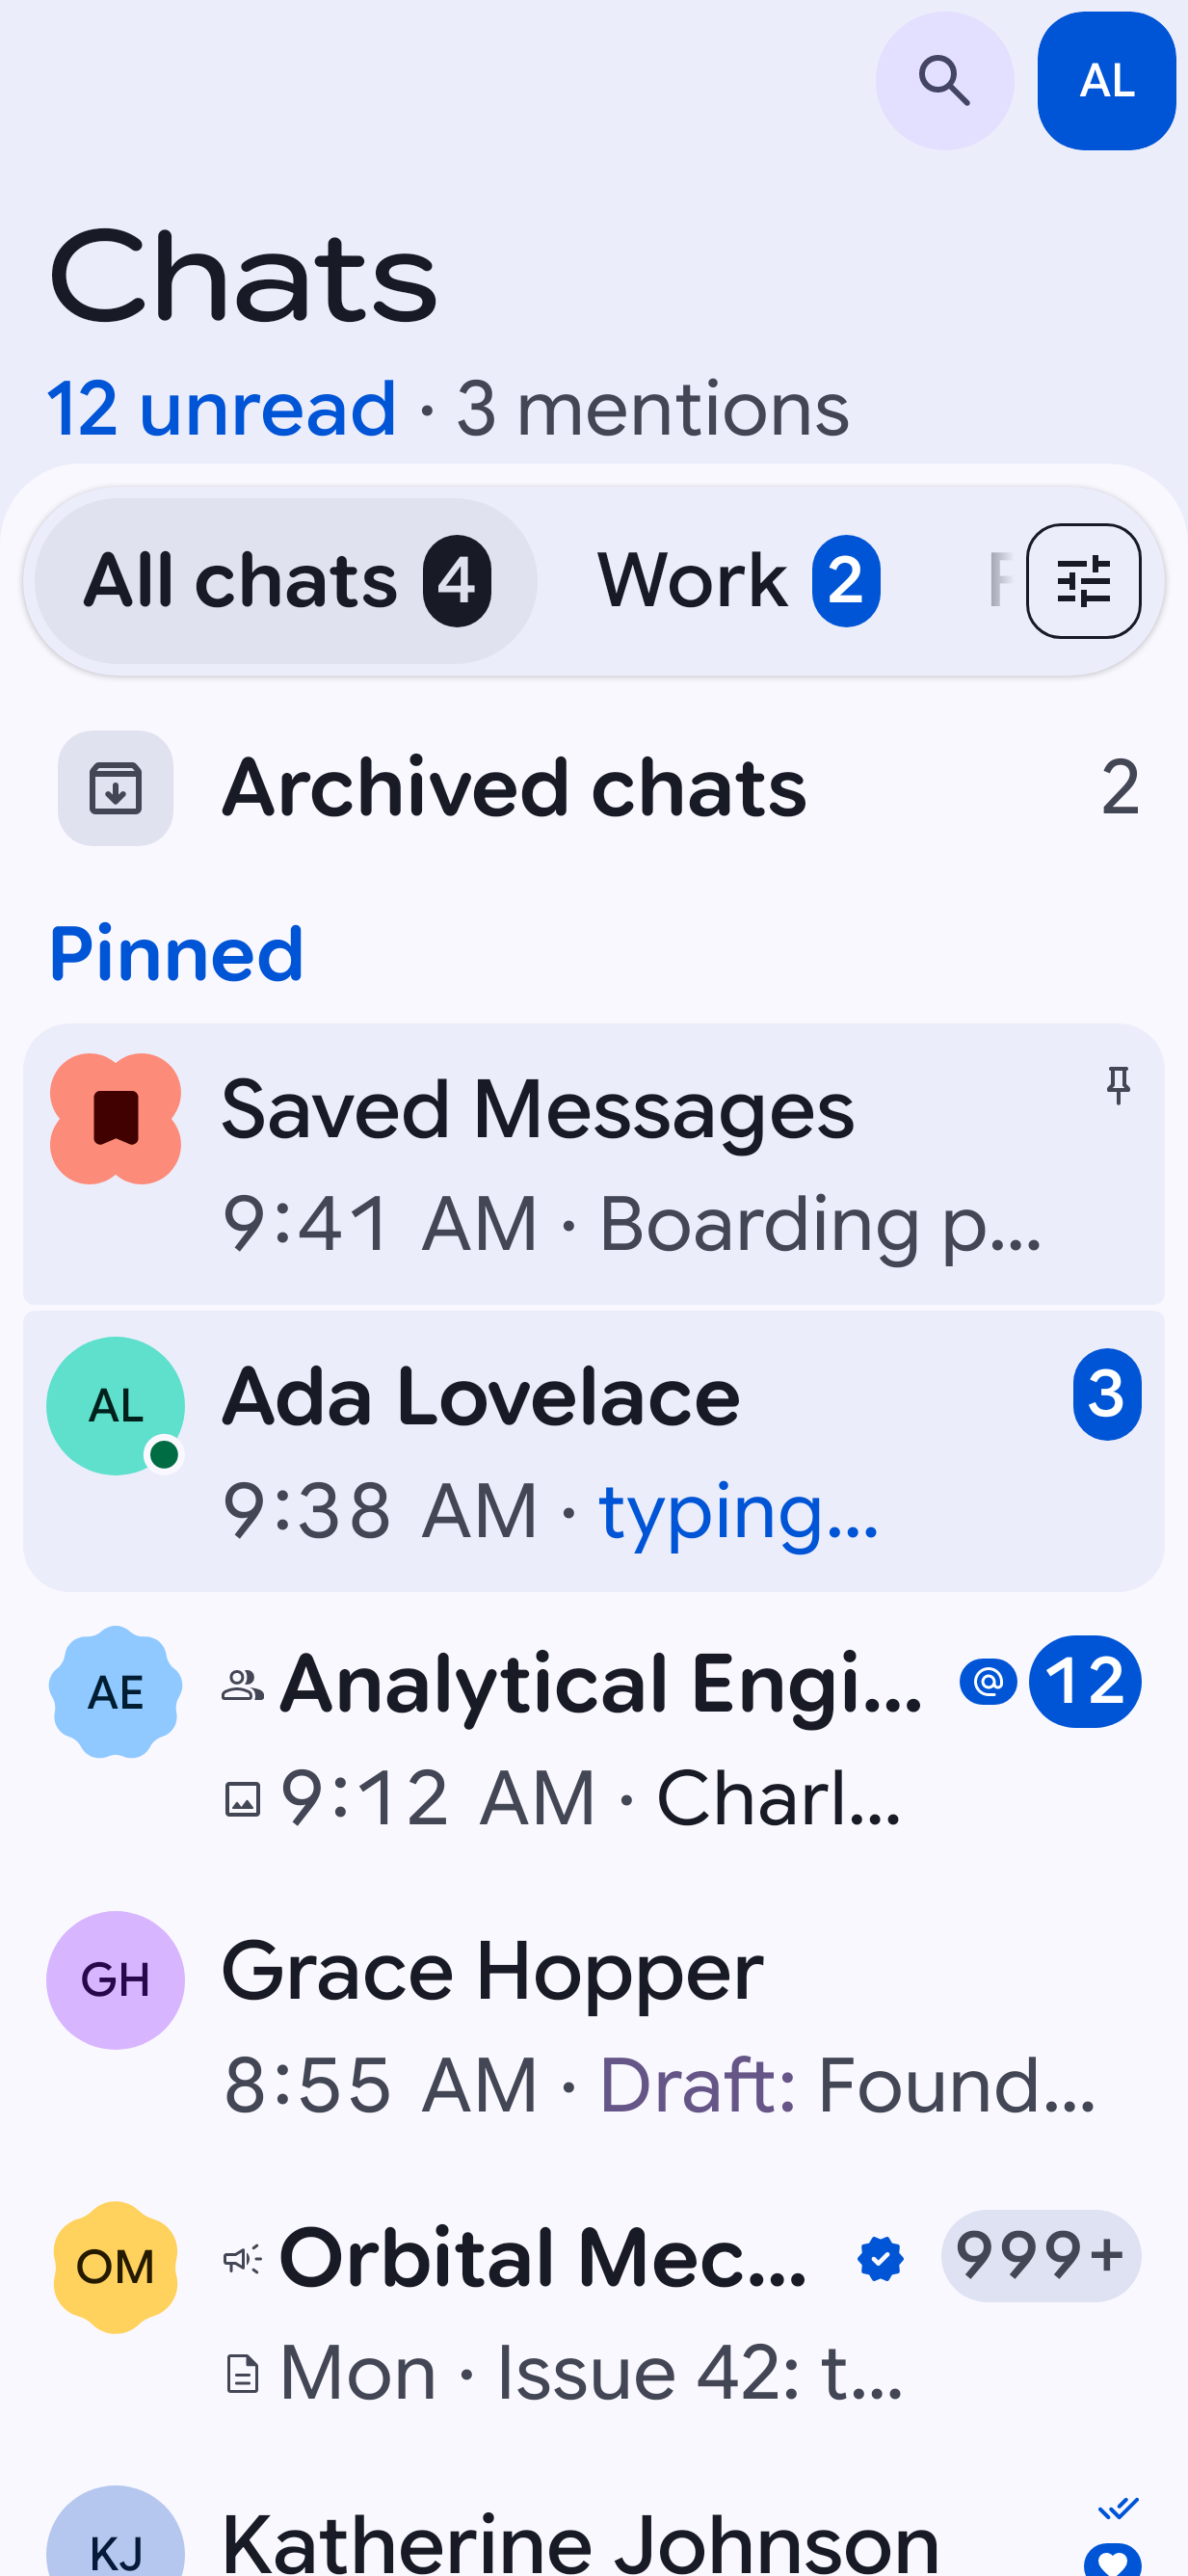 AL
Chats
12 unread · 3 mentions
All chats 4 Work 2
Archived chats 2
Pinned
Saved Messages
9:41 AM · Boarding p...
AL
Ada Lovelace 3
9:38 AM · typing...
AE
Analytical Engi... @ 12
9:12 AM · Charl...
GH
Grace Hopper
8:55 AM · Draft: Found...
OM
Orbital Mec... 999+
Mon · Issue 42: t...
KJ
Katherine Johnson